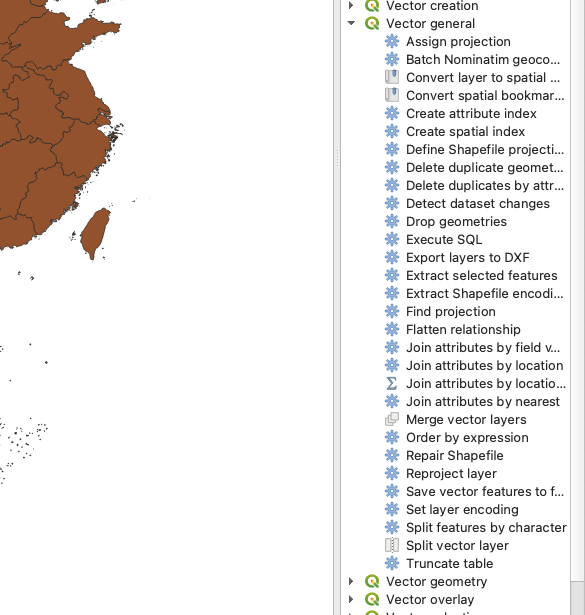 Vector creation
Vector general
Assign projection
Batch Nominatim geoco...
Convert layer to spatial ...
Convert spatial bookmar...
Create attribute index
Create spatial index
Define Shapefile projecti...
Delete duplicate geomet...
Delete duplicates by attr...
Detect dataset changes
Drop geometries
Execute SQL
Export layers to DXF
Extract selected features
Extract Shapefile encodi...
Find projection
Flatten relationship
Join attributes by field v...
Join attributes by location
Join attributes by locatio...
Join attributes by nearest
Merge vector layers
Order by expression
Repair Shapefile
Reproject layer
Save vector features to f...
Set layer encoding
Split features by character
Split vector layer
Truncate table
Vector geometry
Vector overlay